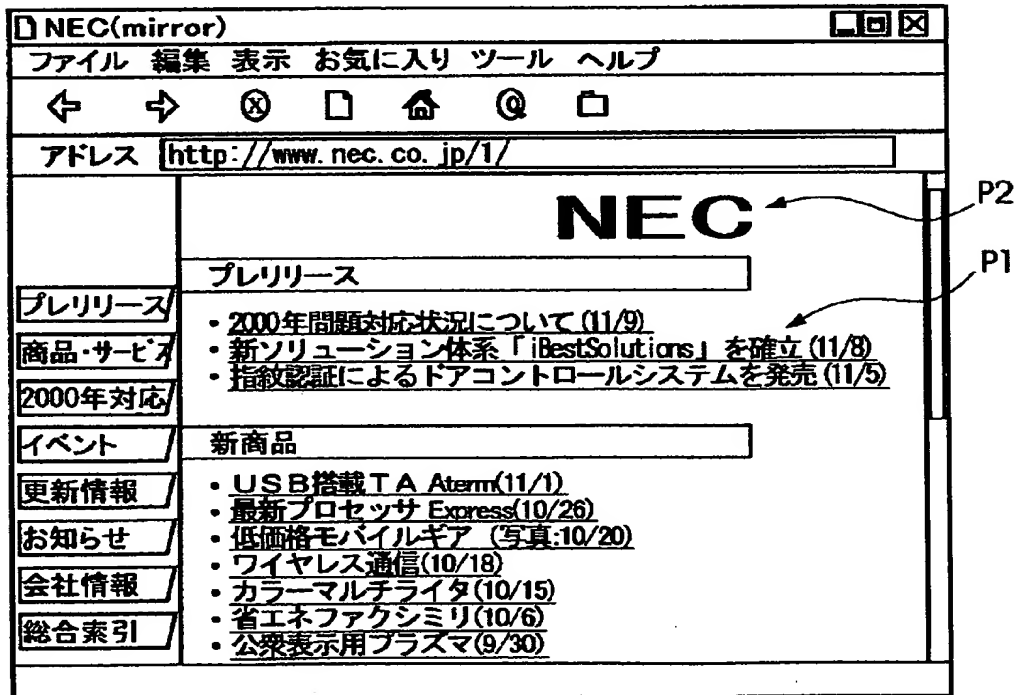 NEC(mirror)
ファイル 編集 表示 お気に入り ツール ヘルプ
アドレス http://www.nec.co.jp/1/
NEC
P2
プレリリース
P1
・2000年問題対応状況について(11/9)
・新ソリューション体系「iBestSolutions」を確立(11/8)
・指紋認証によるドアコントロールシステムを発売(11/5)
プレリリース
商品・サービス
2000年対応
イベント
更新情報
お知らせ
会社情報
総合索引
新商品
・USB搭載TA Aterm(11/1)
・最新プロセッサ Express(10/26)
・低価格モバイルギア (写真:10/20)
・ワイヤレス通信(10/18)
・カラーマルチライタ(10/15)
・省エネファクシミリ(10/6)
・公衆表示用プラズマ(9/30)